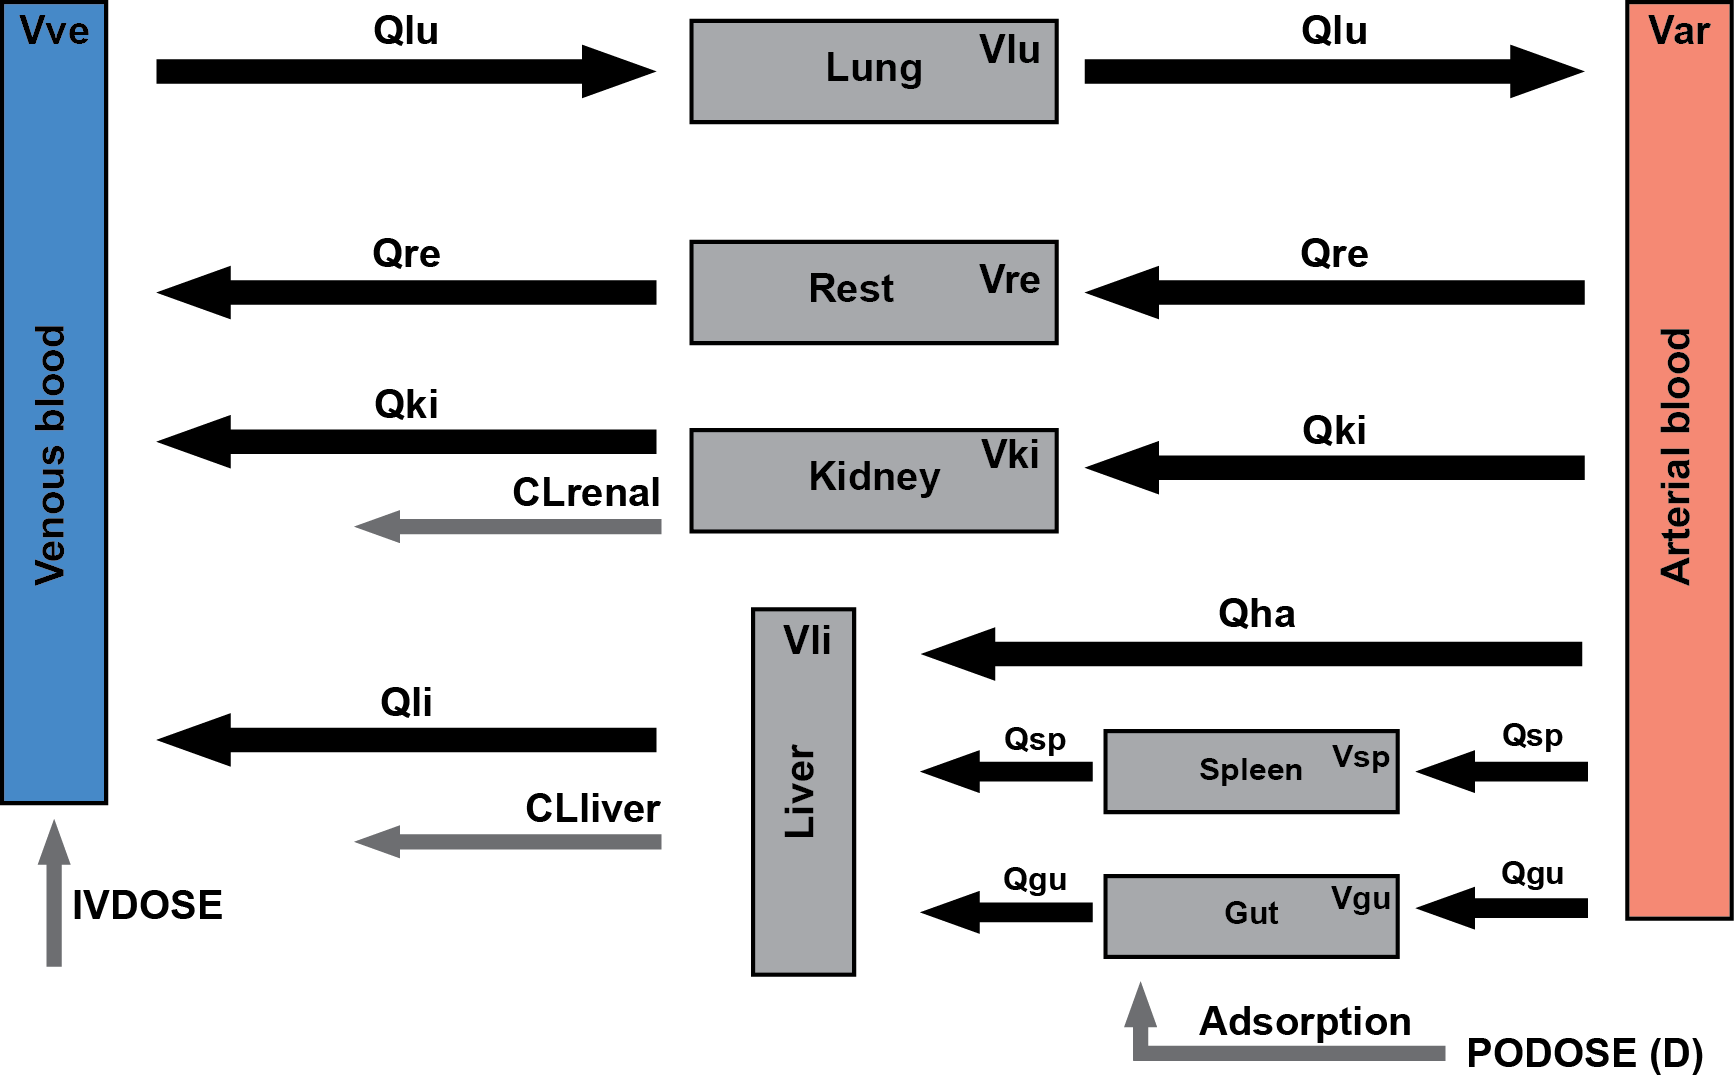 Vve
Qlu
Lung
Vlu
Qlu
Var
Qre
Rest
Vre
Qre
Venous blood
Arterial blood
Qki
Kidney
Vki
Qki
CLrenal
Qha
Vli
Liver
Qli
Qsp
Spleen
Vsp
Qsp
CLliver
Qgu
Gut
Vgu
Qgu
IVDOSE
Adsorption
PODOSE (D)